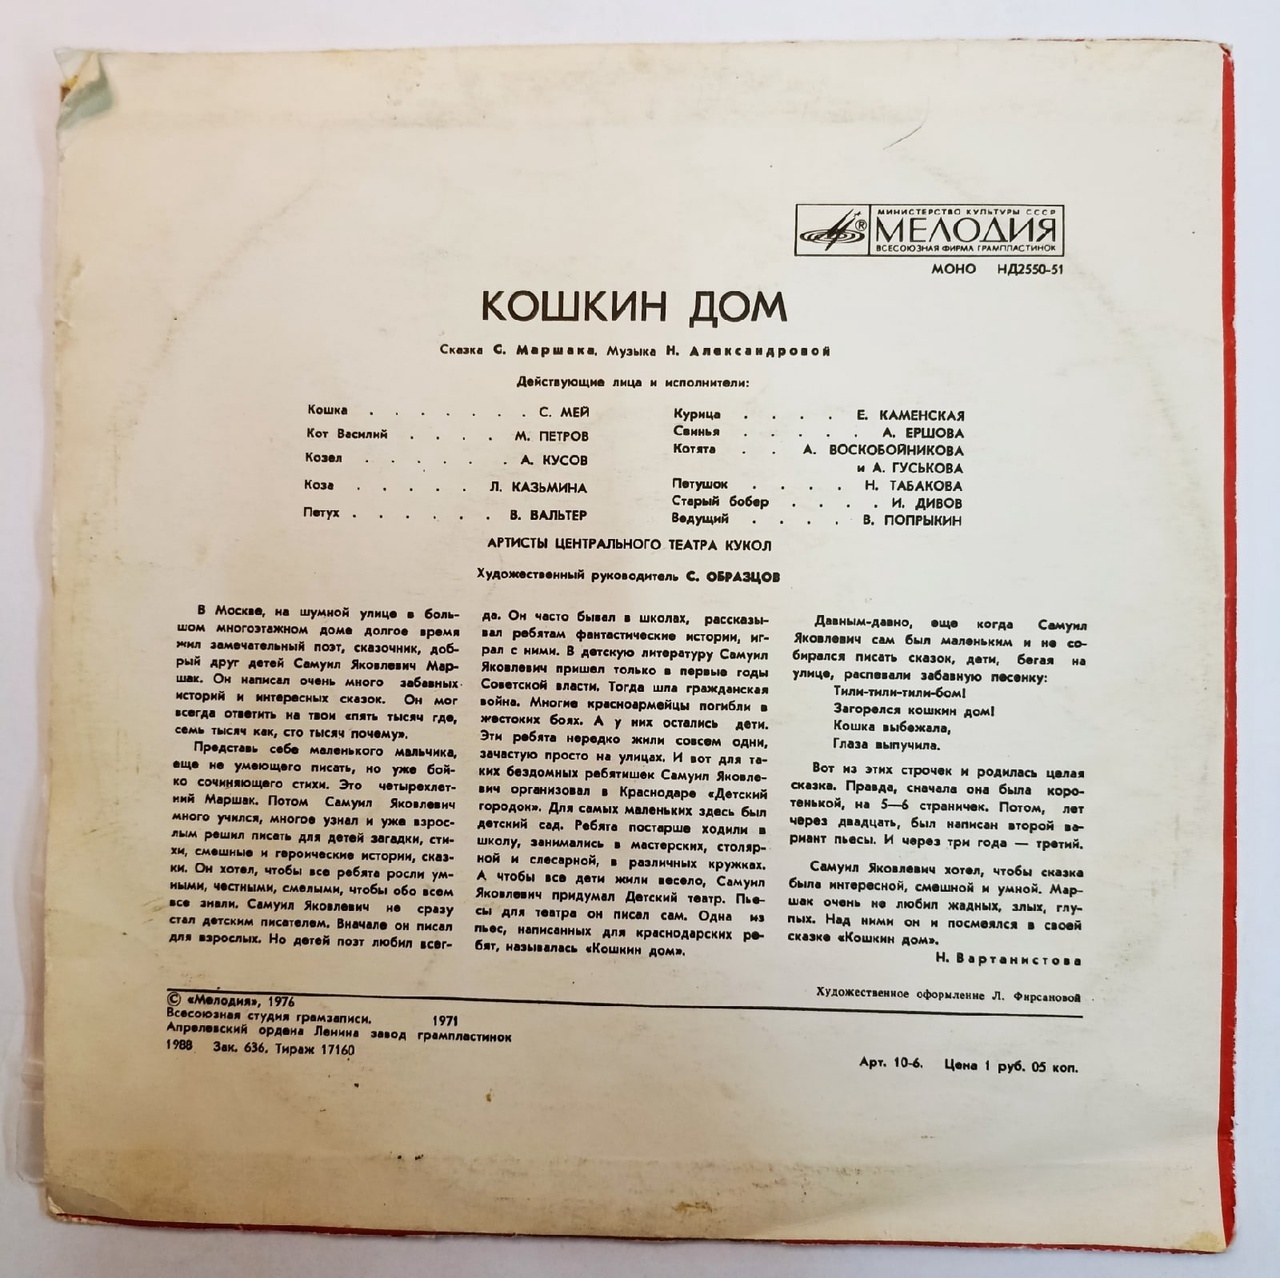 МИНИСТЕРСТВО КУЛЬТУРЫ СССР
МЕЛОДИЯ
ВСЕСОЮЗНАЯ ФИРМА ГРАМПЛАСТИНОК
МОНО НД2550-51
КОШКИН ДОМ
Сказка С. Маршака. Музыка Н. Александровой
Действующие лица и исполнители:
Кошка . . . . . . . С. МЕЙ
Кот Василий . . . . М. ПЕТРОВ
Козел . . . . . . А. КУСОВ
Коза . . . . . Л. КАЗЬМИНА
Петух . . . . . . В. ВАЛЬТЕР
Курица . . . . Е. КАМЕНСКАЯ
Свинья . . . . . А. ЕРШОВА
Котята . . А. ВОСКОБОЙНИКОВА
и А. ГУСЬКОВА
Петушок . . . . Н. ТАБАКОВА
Старый бобер . . . . И. ДИВОВ
Ведущий . . . . В. ПОПРЫКИН
АРТИСТЫ ЦЕНТРАЛЬНОГО ТЕАТРА КУКОЛ
Художественный руководитель С. ОБРАЗЦОВ
В Москве, на шумной улице в боль-
шом многоэтажном доме долгое время
жил замечательный поэт, сказочник, доб-
рый друг детей Самуил Яковлевич Мар-
шак. Он написал очень много забавных
историй и интересных сказок. Он мог
всегда ответить на твои «пять тысяч где,
семь тысяч как, сто тысяч почему».
Представь себе маленького мальчика,
еще не умеющего писать, но уже бой-
ко сочиняющего стихи. Это четырехлет-
ний Маршак. Потом Самуил Яковлевич
много учился, многое узнал и уже взрос-
лым решил писать для детей загадки, сти-
хи, смешные и героические истории, сказ-
ки. Он хотел, чтобы все ребята росли ум-
ными, честными, смелыми, чтобы обо всем
все знали. Самуил Яковлевич не сразу
стал детским писателем. Вначале он писал
для взрослых. Но детей поэт любил всег-
да. Он часто бывал в школах, рассказы-
вал ребятам фантастические истории, иг-
рал с ними. В детскую литературу Самуил
Яковлевич пришел только в первые годы
Советской власти. Тогда шла гражданская
война. Многие красноармейцы погибли в
жестоких боях. А у них остались дети.
Эти ребята нередко жили совсем одни,
зачастую просто на улицах. И вот для та-
ких бездомных ребятишек Самуил Яковле-
вич организовал в Краснодаре «Детский
городок». Для самых маленьких здесь был
детский сад. Ребята постарше ходили в
школу, занимались в мастерских, столяр-
ной и слесарной, в различных кружках.
А чтобы все дети жили весело, Самуил
Яковлевич придумал Детский театр. Пье-
сы для театра он писал сам. Одна из
пьес, написанных для краснодарских ре-
бят, называлась «Кошкин дом».
Давным-давно, еще когда Самуил
Яковлевич сам был маленьким и не со-
бирался писать сказок, дети, бегая на
улице, распевали забавную песенку:
Тили-тили-тили-бом!
Загорелся кошкин дом!
Кошка выбежала,
Глаза выпучила.
Вот из этих строчек и родилась целая
сказка. Правда, сначала она была коро-
тенькой, на 5—6 страничек. Потом, лет
через двадцать, был написан второй ва-
риант пьесы. И через три года — третий.
Самуил Яковлевич хотел, чтобы сказка
была интересной, смешной и умной. Мар-
шак очень не любил жадных, злых, глу-
пых. Над ними он и посмеялся в своей
сказке «Кошкин дом».
Н. Вартанистова
Художественное оформление Л. Фирсановой
© «Мелодия», 1976
Всесоюзная студия грамзаписи. 1971
Апрелевский ордена Ленина завод грампластинок
1988 Зак. 636. Тираж 17160
Арт. 10-6. Цена 1 руб. 05 коп.